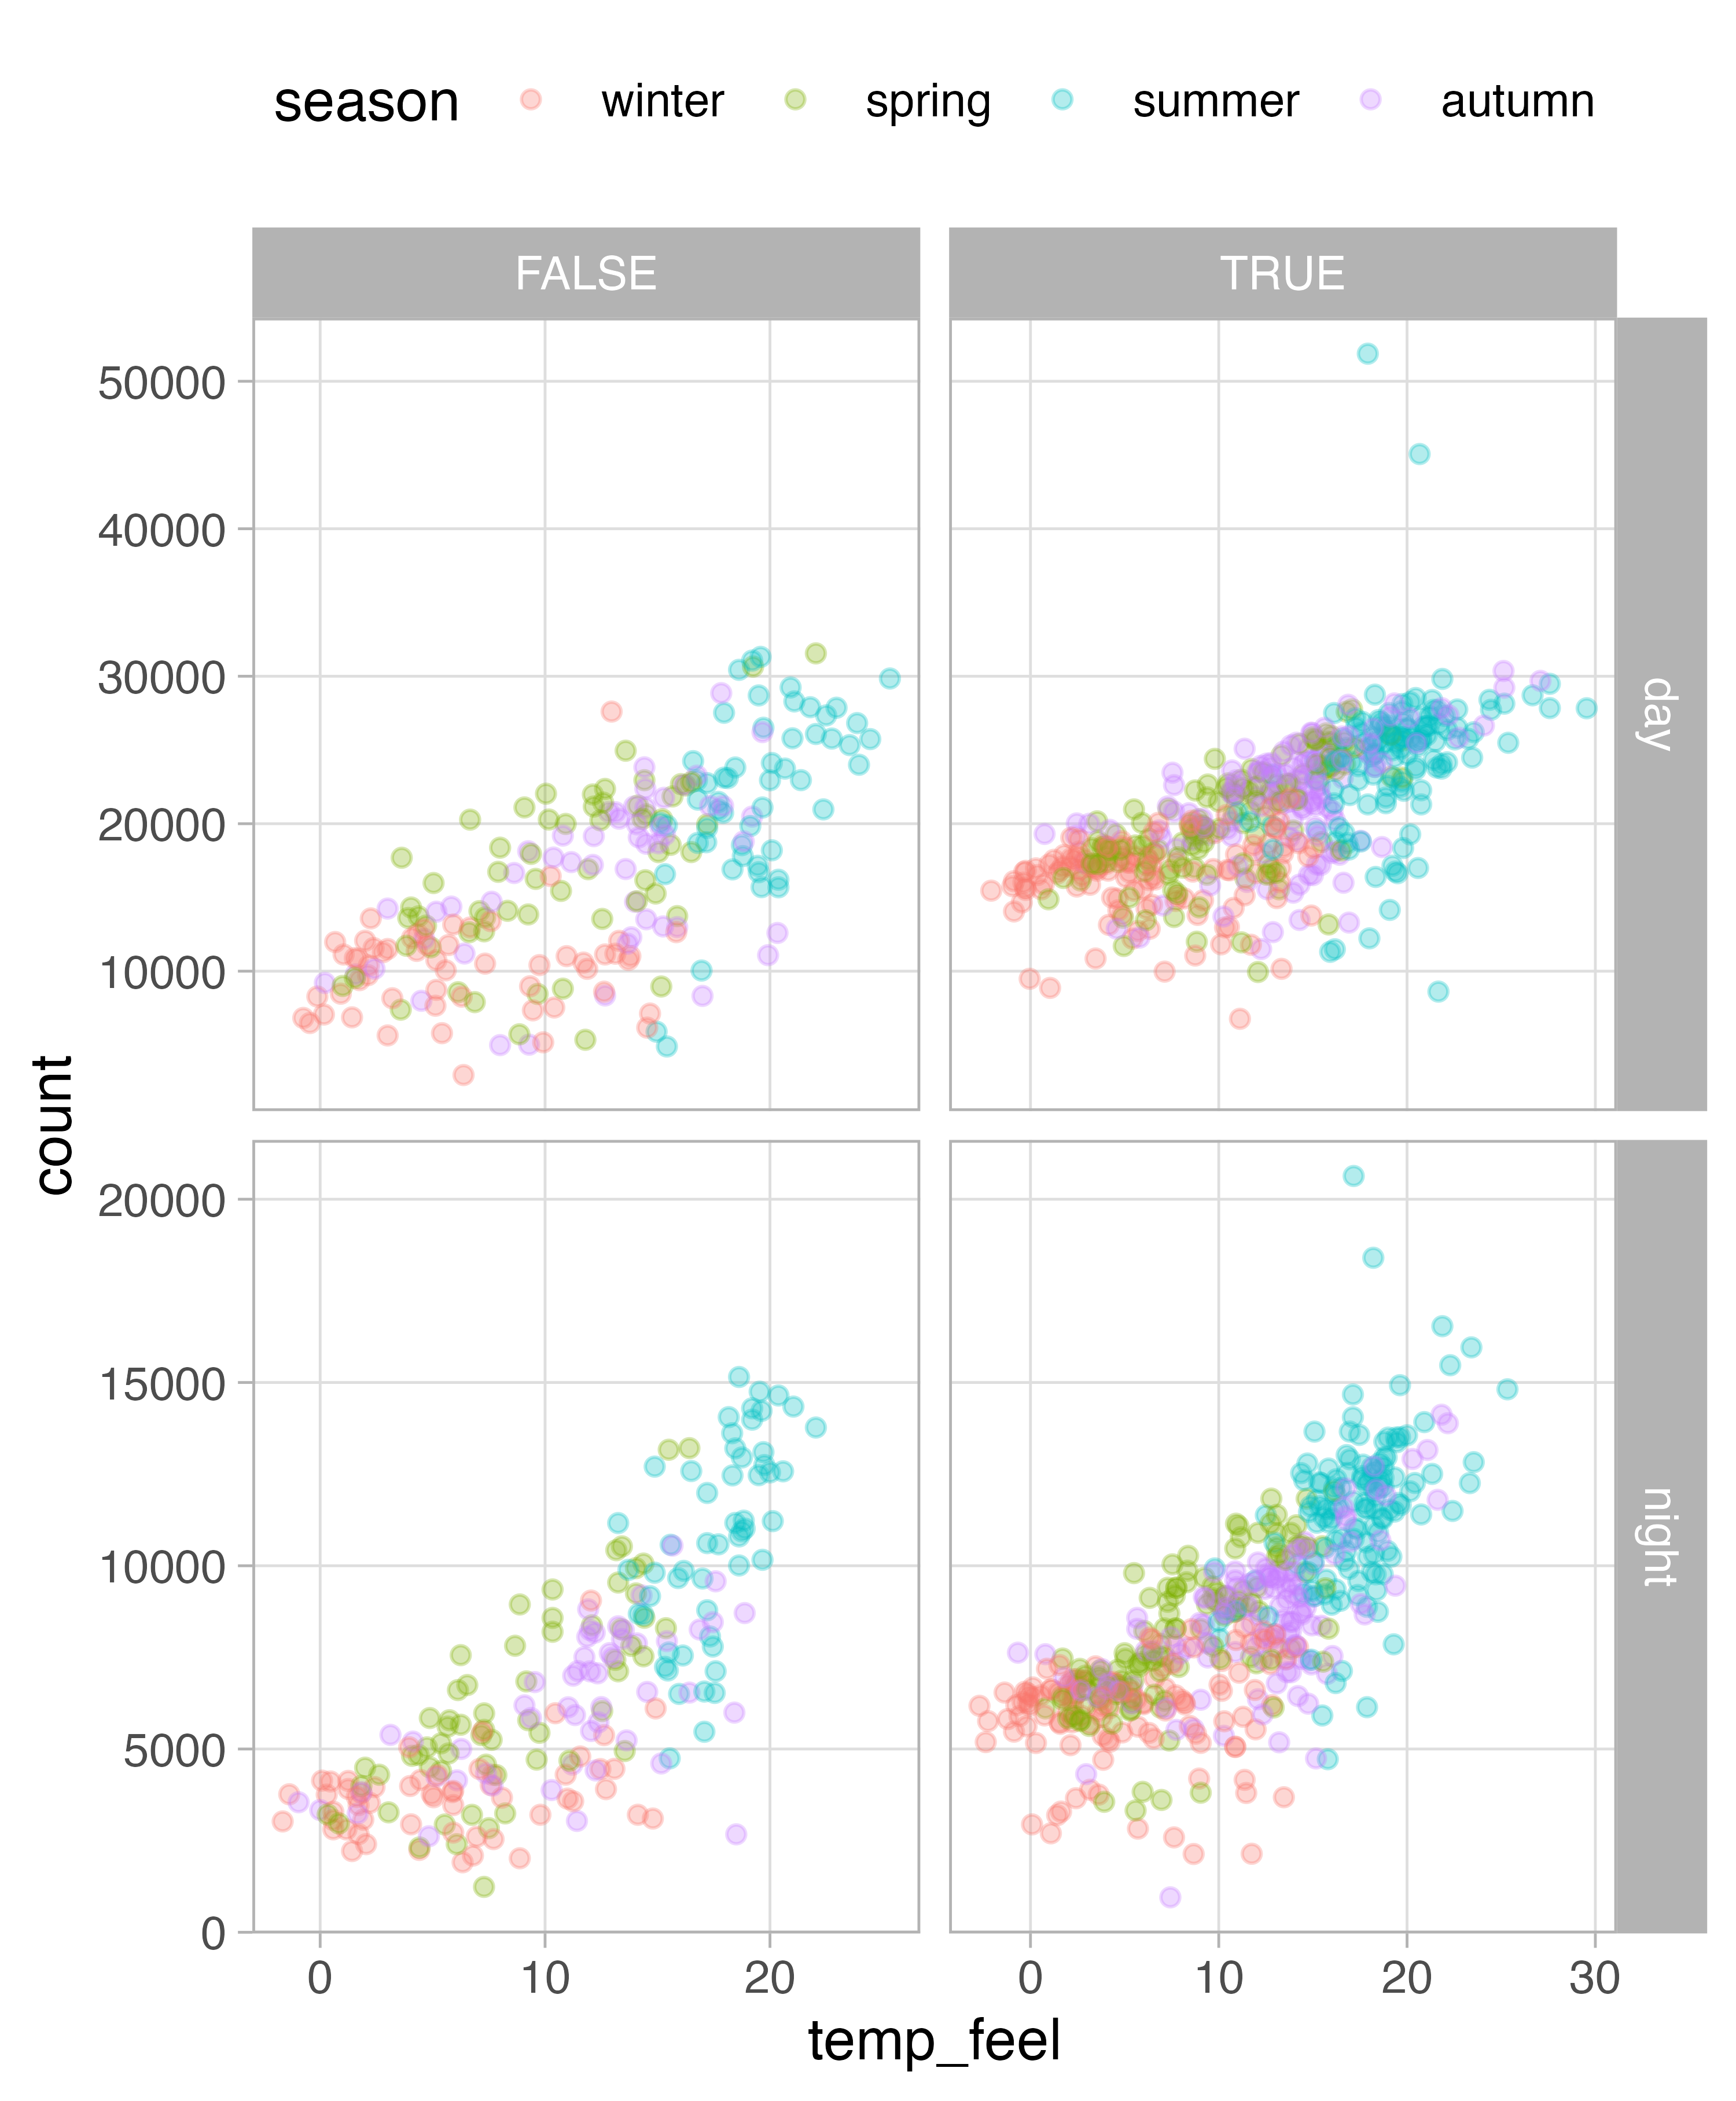 season winter spring summer autumn
FALSE TRUE
50000
40000
30000
20000
10000
day
count
20000
15000
10000
5000
0
night
0 10 20 0 10 20 30
temp_feel